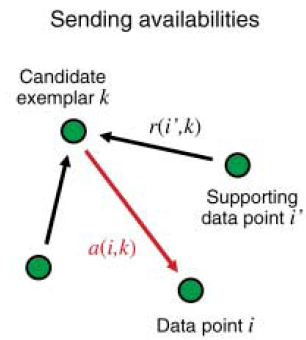 Sending availabilities
Candidate
exemplar k
r(i',k)
Supporting
data point i'
a(i,k)
Data point i